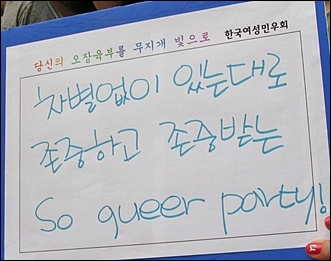 당신의 오장육부를 무지개 빛으로 한국여성민우회
차별없이 있는대로
존중하고 존중받는
So queer party!